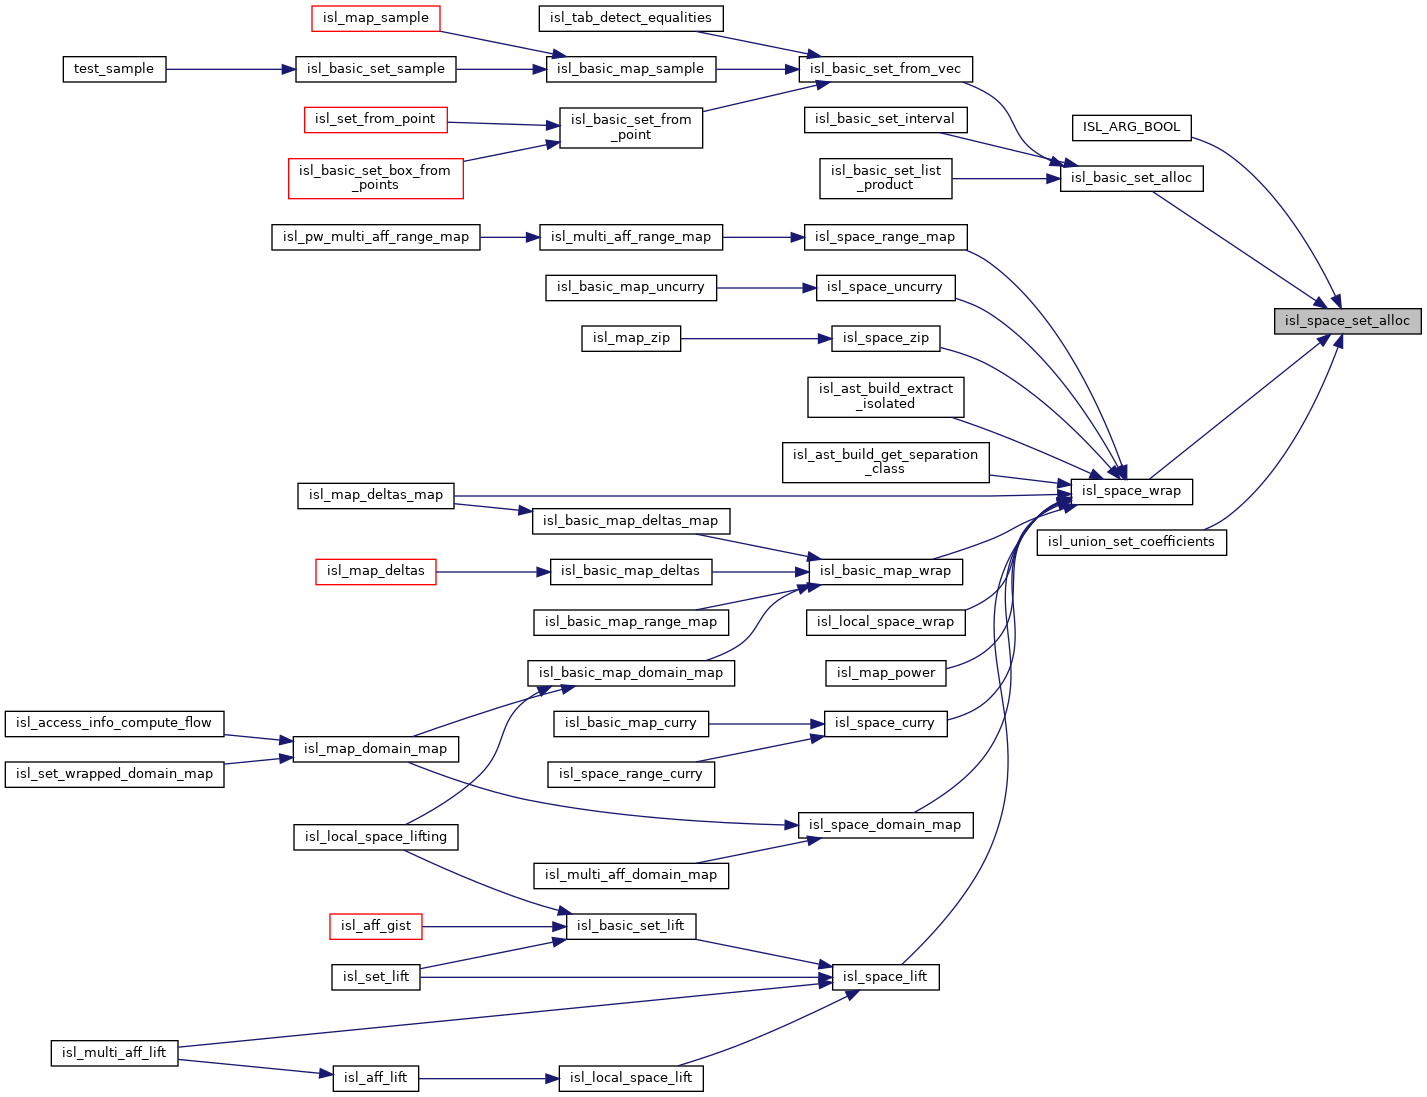 isl_map_sample
isl_tab_detect_equalities
test_sample
isl_basic_set_sample
isl_basic_map_sample
isl_basic_set_from_vec
isl_set_from_point
isl_basic_set_from
_point
isl_basic_set_interval
ISL_ARG_BOOL
isl_basic_set_box_from
_points
isl_basic_set_list
_product
isl_basic_set_alloc
isl_pw_multi_aff_range_map
isl_multi_aff_range_map
isl_space_range_map
isl_basic_map_uncurry
isl_space_uncurry
isl_space_set_alloc
isl_map_zip
isl_space_zip
isl_ast_build_extract
_isolated
isl_ast_build_get_separation
_class
isl_map_deltas_map
isl_space_wrap
isl_basic_map_deltas_map
isl_union_set_coefficients
isl_map_deltas
isl_basic_map_deltas
isl_basic_map_wrap
isl_basic_map_range_map
isl_local_space_wrap
isl_basic_map_domain_map
isl_map_power
isl_access_info_compute_flow
isl_basic_map_curry
isl_space_curry
isl_map_domain_map
isl_set_wrapped_domain_map
isl_space_range_curry
isl_local_space_lifting
isl_space_domain_map
isl_multi_aff_domain_map
isl_aff_gist
isl_basic_set_lift
isl_set_lift
isl_space_lift
isl_multi_aff_lift
isl_aff_lift
isl_local_space_lift